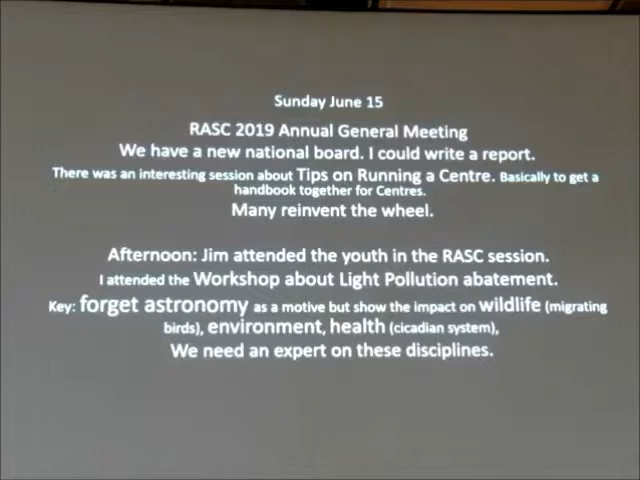 Sunday June 15
RASC 2019 Annual General Meeting
We have a new national board. I could write a report.
There was an interesting session about Tips on Running a Centre. Basically to get a
handbook together for Centres.
Many reinvent the wheel.
Afternoon: Jim attended the youth in the RASC session.
I attended the Workshop about Light Pollution abatement.
Key: forget astronomy as a motive but show the impact on wildlife (migrating
birds), environment, health (cicadian system),
We need an expert on these disciplines.